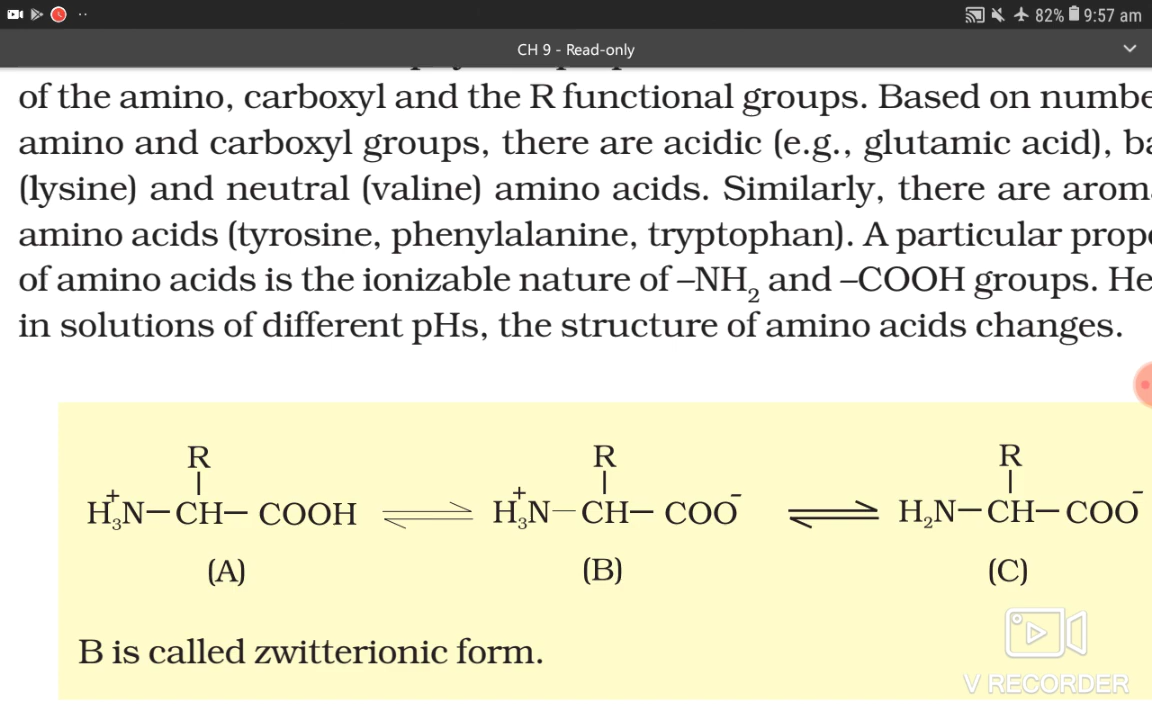 82% 9:57 am
CH 9 - Read-only
of the amino, carboxyl and the R functional groups. Based on numbe
amino and carboxyl groups, there are acidic (e.g., glutamic acid), ba
(lysine) and neutral (valine) amino acids. Similarly, there are arom
amino acids (tyrosine, phenylalanine, tryptophan). A particular prope
of amino acids is the ionizable nature of –NH₂ and –COOH groups. He
in solutions of different pHs, the structure of amino acids changes.
R R R
H₃N⁺—CH—COOH ⇌ H₃N⁺—CH—COO⁻ ⇌ H₂N—CH—COO⁻
(A) (B) (C)
B is called zwitterionic form.
V RECORDER